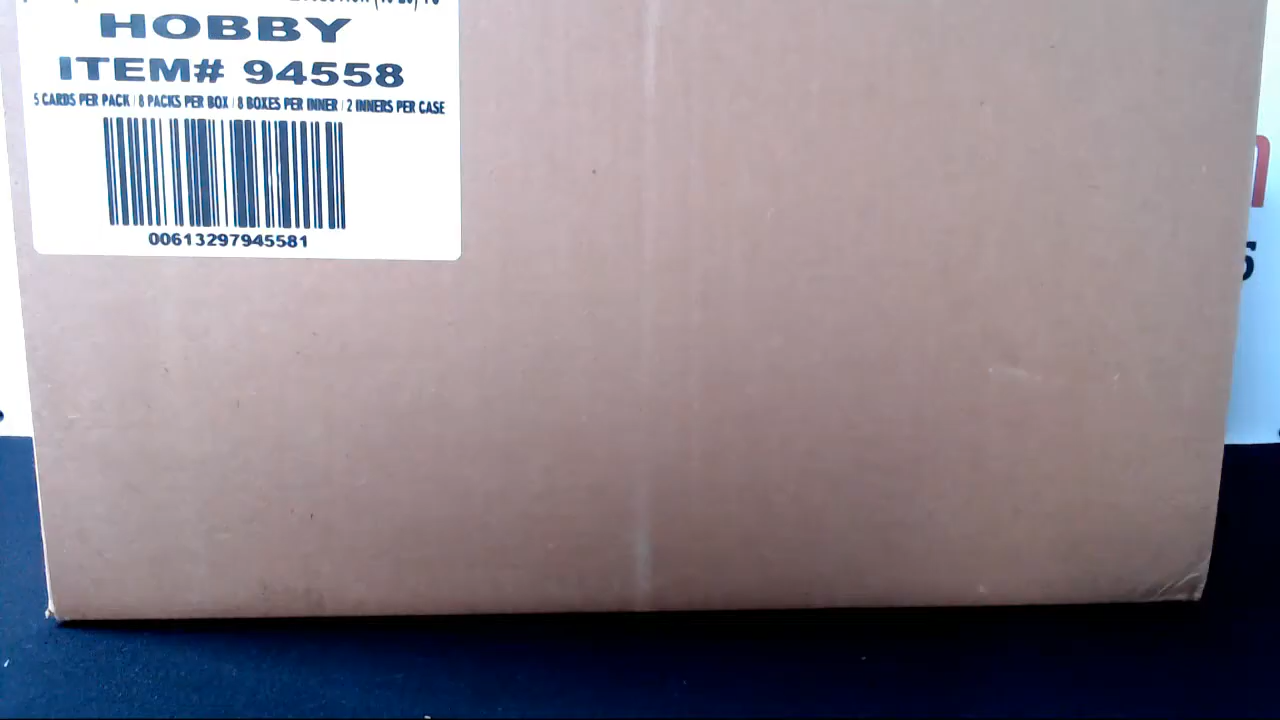 HOBBY
ITEM# 94558
5 CARDS PER PACK / 8 PACKS PER BOX / 8 BOXES PER INNER / 2 INNERS PER CASE
00613297945581